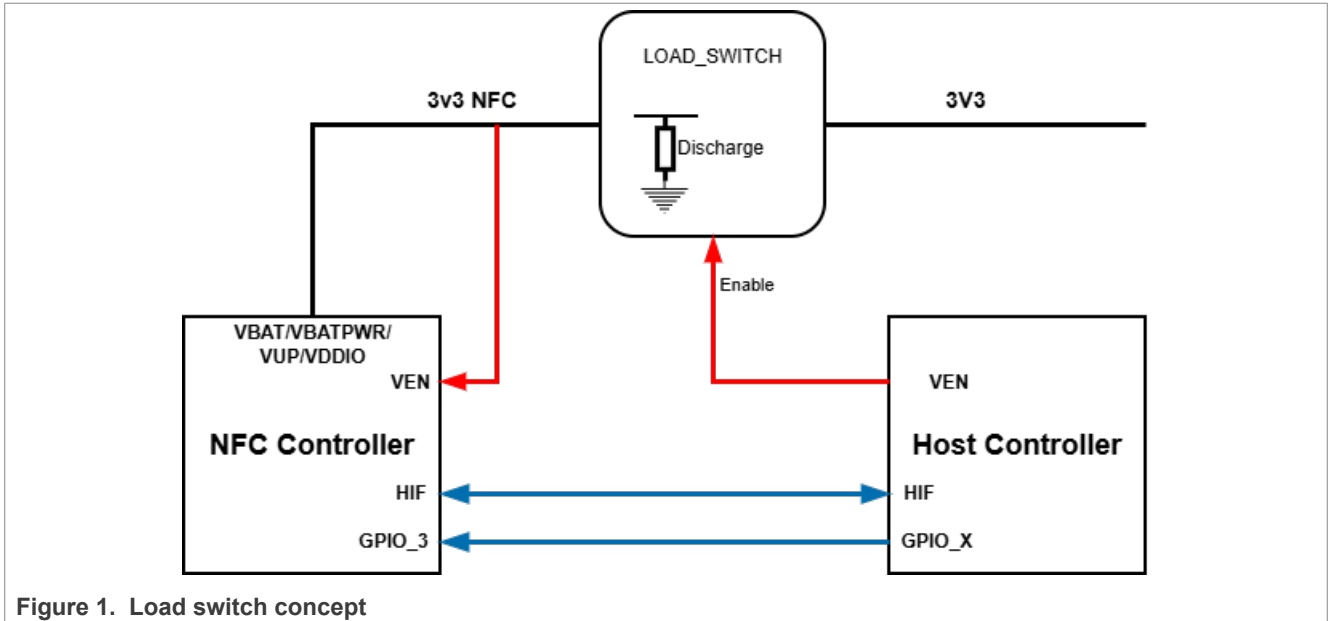 LOAD_SWITCH
3v3 NFC
3V3
Discharge
Enable
VBAT/VBATPWR/
VUP/VDDIO
VEN
NFC Controller
HIF
GPIO_3
VEN
Host Controller
HIF
GPIO_X
Figure 1. Load switch concept